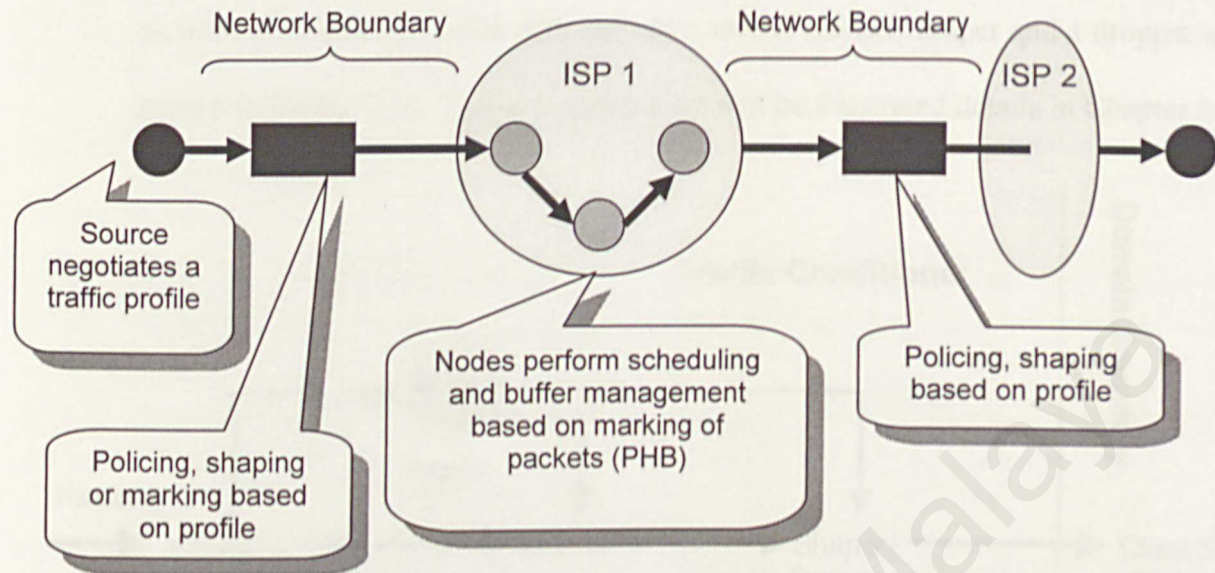 Network Boundary
Network Boundary
ISP 1
ISP 2
Source
negotiates a
traffic profile
Policing, shaping
or marking based
on profile
Nodes perform scheduling
and buffer management
based on marking of
packets (PHB)
Policing, shaping
based on profile
Malaya